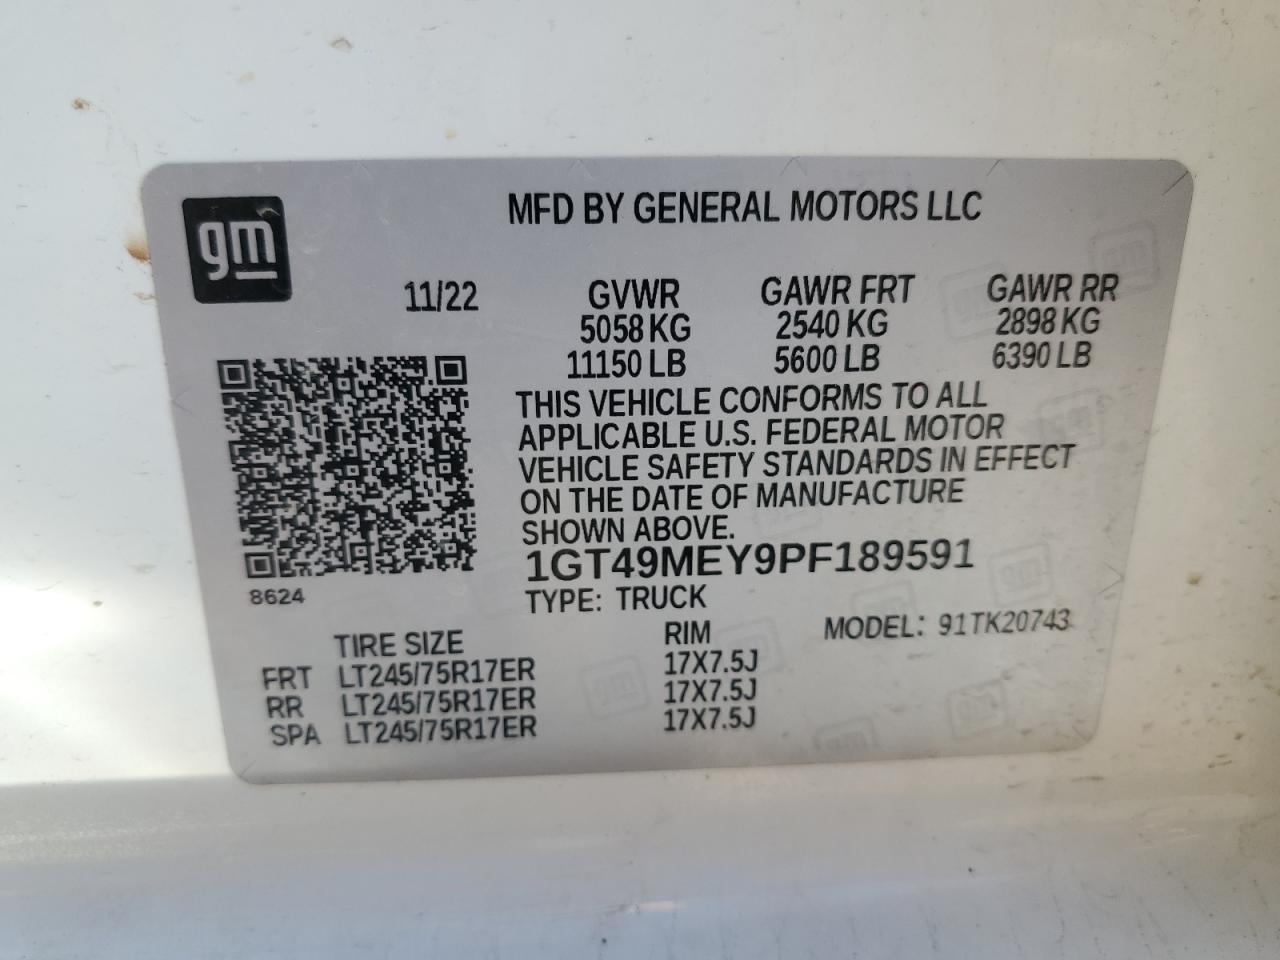 gm
MFD BY GENERAL MOTORS LLC
11/22 GVWR GAWR FRT GAWR RR
5058 KG 2540 KG 2898 KG
11150 LB 5600 LB 6390 LB
THIS VEHICLE CONFORMS TO ALL
APPLICABLE U.S. FEDERAL MOTOR
VEHICLE SAFETY STANDARDS IN EFFECT
ON THE DATE OF MANUFACTURE
SHOWN ABOVE.
1GT49MEY9PF189591
8624
TYPE: TRUCK
MODEL: 91TK20743
TIRE SIZE RIM
FRT LT245/75R17ER 17X7.5J
RR LT245/75R17ER 17X7.5J
SPA LT245/75R17ER 17X7.5J